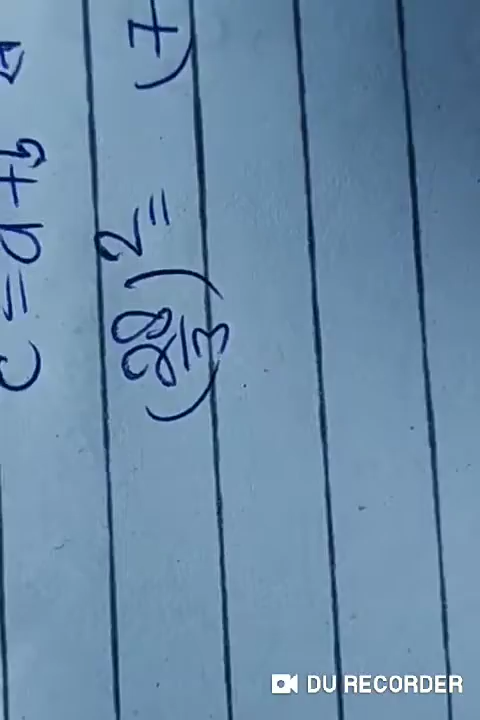 c = a + b
(28/3)² = (7
DU RECORDER